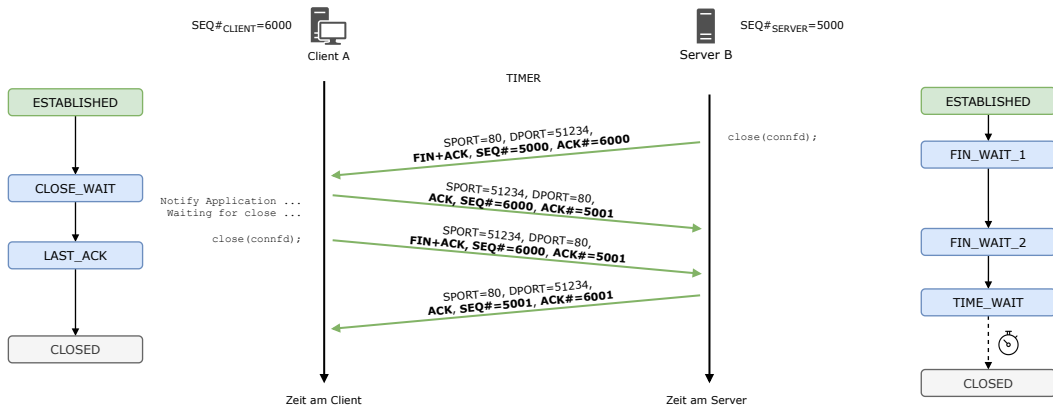 SEQ#CLIENT=6000
SEQ#SERVER=5000
Client A
Server B
TIMER
ESTABLISHED
ESTABLISHED
SPORT=80, DPORT=51234,
FIN+ACK, SEQ#=5000, ACK#=6000
close(connfd);
FIN_WAIT_1
CLOSE_WAIT
Notify Application ...
Waiting for close ...
SPORT=51234, DPORT=80,
ACK, SEQ#=6000, ACK#=5001
close(connfd);
SPORT=51234, DPORT=80,
FIN+ACK, SEQ#=6000, ACK#=5001
FIN_WAIT_2
LAST_ACK
SPORT=80, DPORT=51234,
ACK, SEQ#=5001, ACK#=6001
TIME_WAIT
CLOSED
CLOSED
Zeit am Client
Zeit am Server